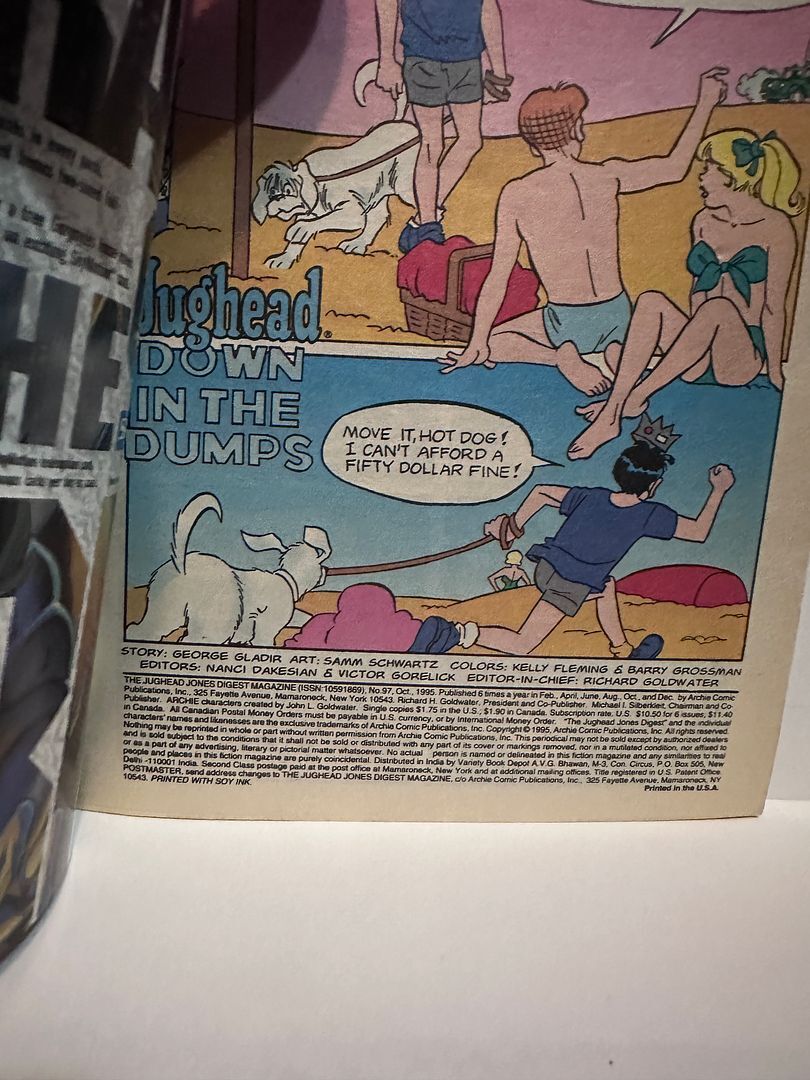 Jughead®
DOWN
IN THE
DUMPS
MOVE IT, HOT DOG!
I CAN'T AFFORD A
FIFTY DOLLAR FINE!
STORY: GEORGE GLADIR ART: SAMM SCHWARTZ COLORS: KELLY FLEMING & BARRY GROSSMAN
EDITORS: NANCI DAKESIAN & VICTOR GORELICK EDITOR-IN-CHIEF: RICHARD GOLDWATER
THE JUGHEAD JONES DIGEST MAGAZINE (ISSN:10591869), No.97, Oct., 1995. Published 6 times a year in Feb., April, June, Aug., Oct., and Dec. by Archie Comic
Publications, Inc., 325 Fayette Avenue, Mamaroneck, New York 10543. Richard H. Goldwater, President and Co-Publisher. Michael I. Silberkleit, Chairman and Co-
Publisher. ARCHIE characters created by John L. Goldwater. Single copies $1.75 in the U.S., $1.90 in Canada. Subscription rate, U.S. $10.50 for 6 issues, $11.40
in Canada. All Canadian Postal Money Orders must be payable in U.S. currency, or by International Money Order. "The Jughead Jones Digest" and the individual
characters' names and likenesses are the exclusive trademarks of Archie Comic Publications, Inc. Copyright © 1995, Archie Comic Publications, Inc. All rights reserved.
Nothing may be reprinted in whole or part without written permission from Archie Comic Publications, Inc. This periodical may not be sold except by authorized dealers
and is sold subject to the conditions that it shall not be sold or distributed with any part of its cover or markings removed, nor in a mutilated condition, nor affixed to
or as a part of any advertising, literary or pictorial matter whatsoever. No actual person is named or delineated in this fiction magazine and any similarities to real
people and places in this fiction magazine are purely coincidental. Distributed in India by Variety Book Depot A.V.G. Bhawan, M-3, Con. Circus, P.O. Box 505, New
Delhi -110001 India. Second Class postage paid at the post office at Mamaroneck, New York and at additional mailing offices. Title registered in U.S. Patent Office.
POSTMASTER, send address changes to THE JUGHEAD JONES DIGEST MAGAZINE, c/o Archie Comic Publications, Inc., 325 Fayette Avenue, Mamaroneck, NY
10543. PRINTED WITH SOY INK.
Printed in the U.S.A.